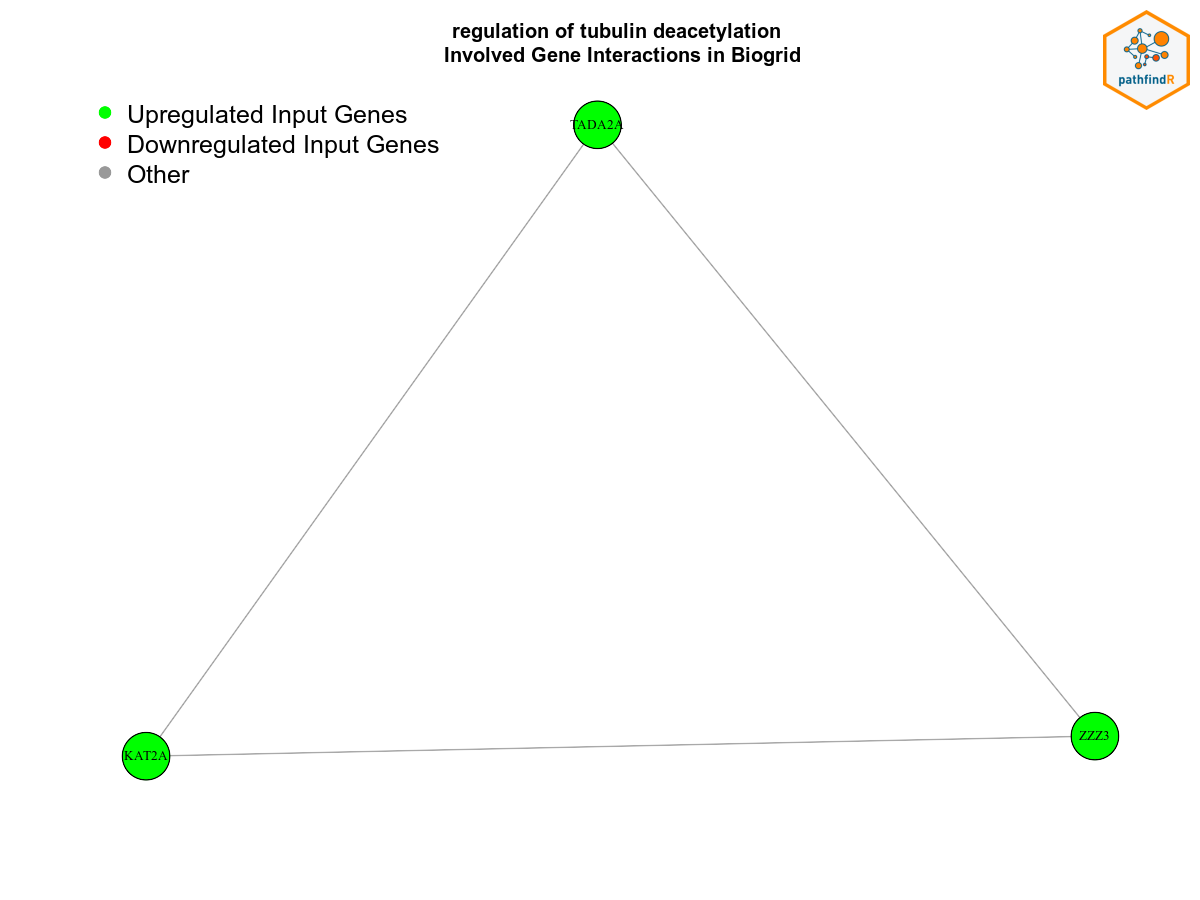 regulation of tubulin deacetylation
Involved Gene Interactions in Biogrid
pathfindR
Upregulated Input Genes
Downregulated Input Genes
Other
TADA2A
KAT2A
ZZZ3